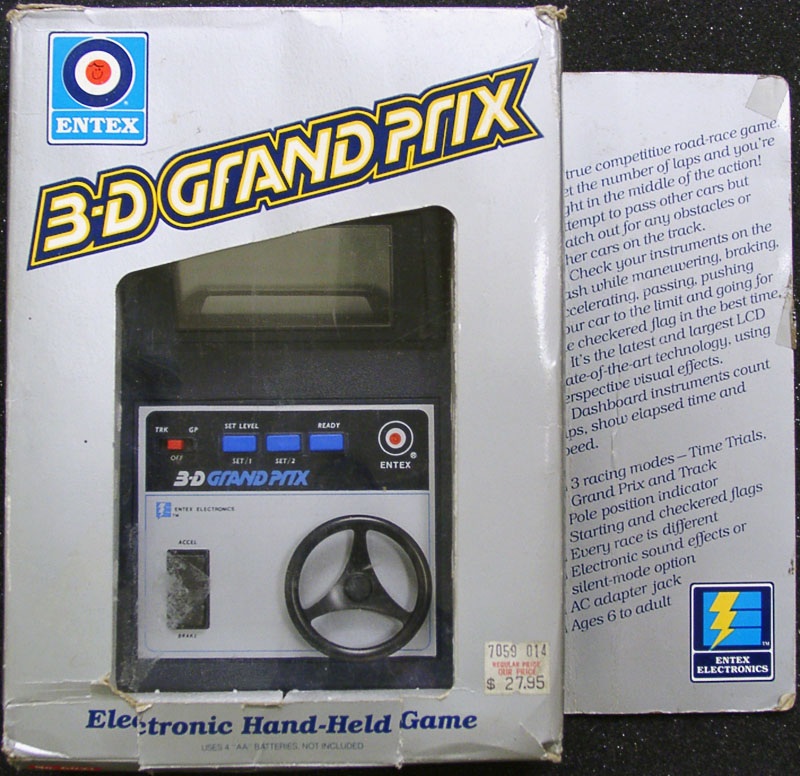 ENTEX
3-D GRAND PRIX
TRK GP
OFF
SET LEVEL
READY
SET/1 SET/2
ENTEX
3-D GRAND PRIX
ENTEX ELECTRONICS
TM
ACCEL
BRAKE
7059 014
REGULAR PRICE
OUR PRICE
$ 27.95
Electronic Hand-Held Game
USES 4 "AA" BATTERIES, NOT INCLUDED
true competitive road-race game.
et the number of laps and you're
ght in the middle of the action!
ttempt to pass other cars but
atch out for any obstacles or
her cars on the track.
Check your instruments on the
ash while maneuvering, braking,
ccelerating, passing, pushing
our car to the limit and going for
e checkered flag in the best time.
It's the latest and largest LCD
ate-of-the-art technology, using
erspective visual effects.
Dashboard instruments count
ps, show elapsed time and
peed.
3 racing modes – Time Trials,
Grand Prix and Track
Pole position indicator
Starting and checkered flags
Every race is different
Electronic sound effects or
silent-mode option
AC adapter jack
Ages 6 to adult
ENTEX
ELECTRONICS
TM